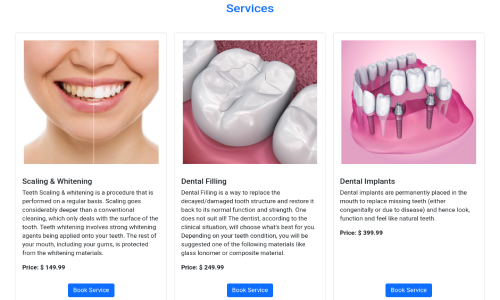 Services
Scaling & Whitening
Teeth Scaling & whitening is a procedure that is
performed on a regular basis. Scaling goes
considerably deeper than a conventional
cleaning, which only deals with the surface of the
tooth. Teeth whitening involves strong whitening
agents being applied onto your teeth. The rest of
your mouth, including your gums, is protected
from the whitening materials.
Price: $ 149.99
Book Service
Dental Filling
Dental Filling is a way to replace the
decayed/damaged tooth structure and restore it
back to its normal function and strength. One
does not suit all! The dentist, according to the
clinical situation, will choose what's best for you.
Depending on your teeth condition, you will be
suggested one of the following materials like
glass Ionomer or composite material.
Price: $ 249.99
Book Service
Dental Implants
Dental implants are permanently placed in the
mouth to replace missing teeth (either
congenitally or due to disease) and hence look,
function and feel like natural teeth.
Price: $ 399.99
Book Service